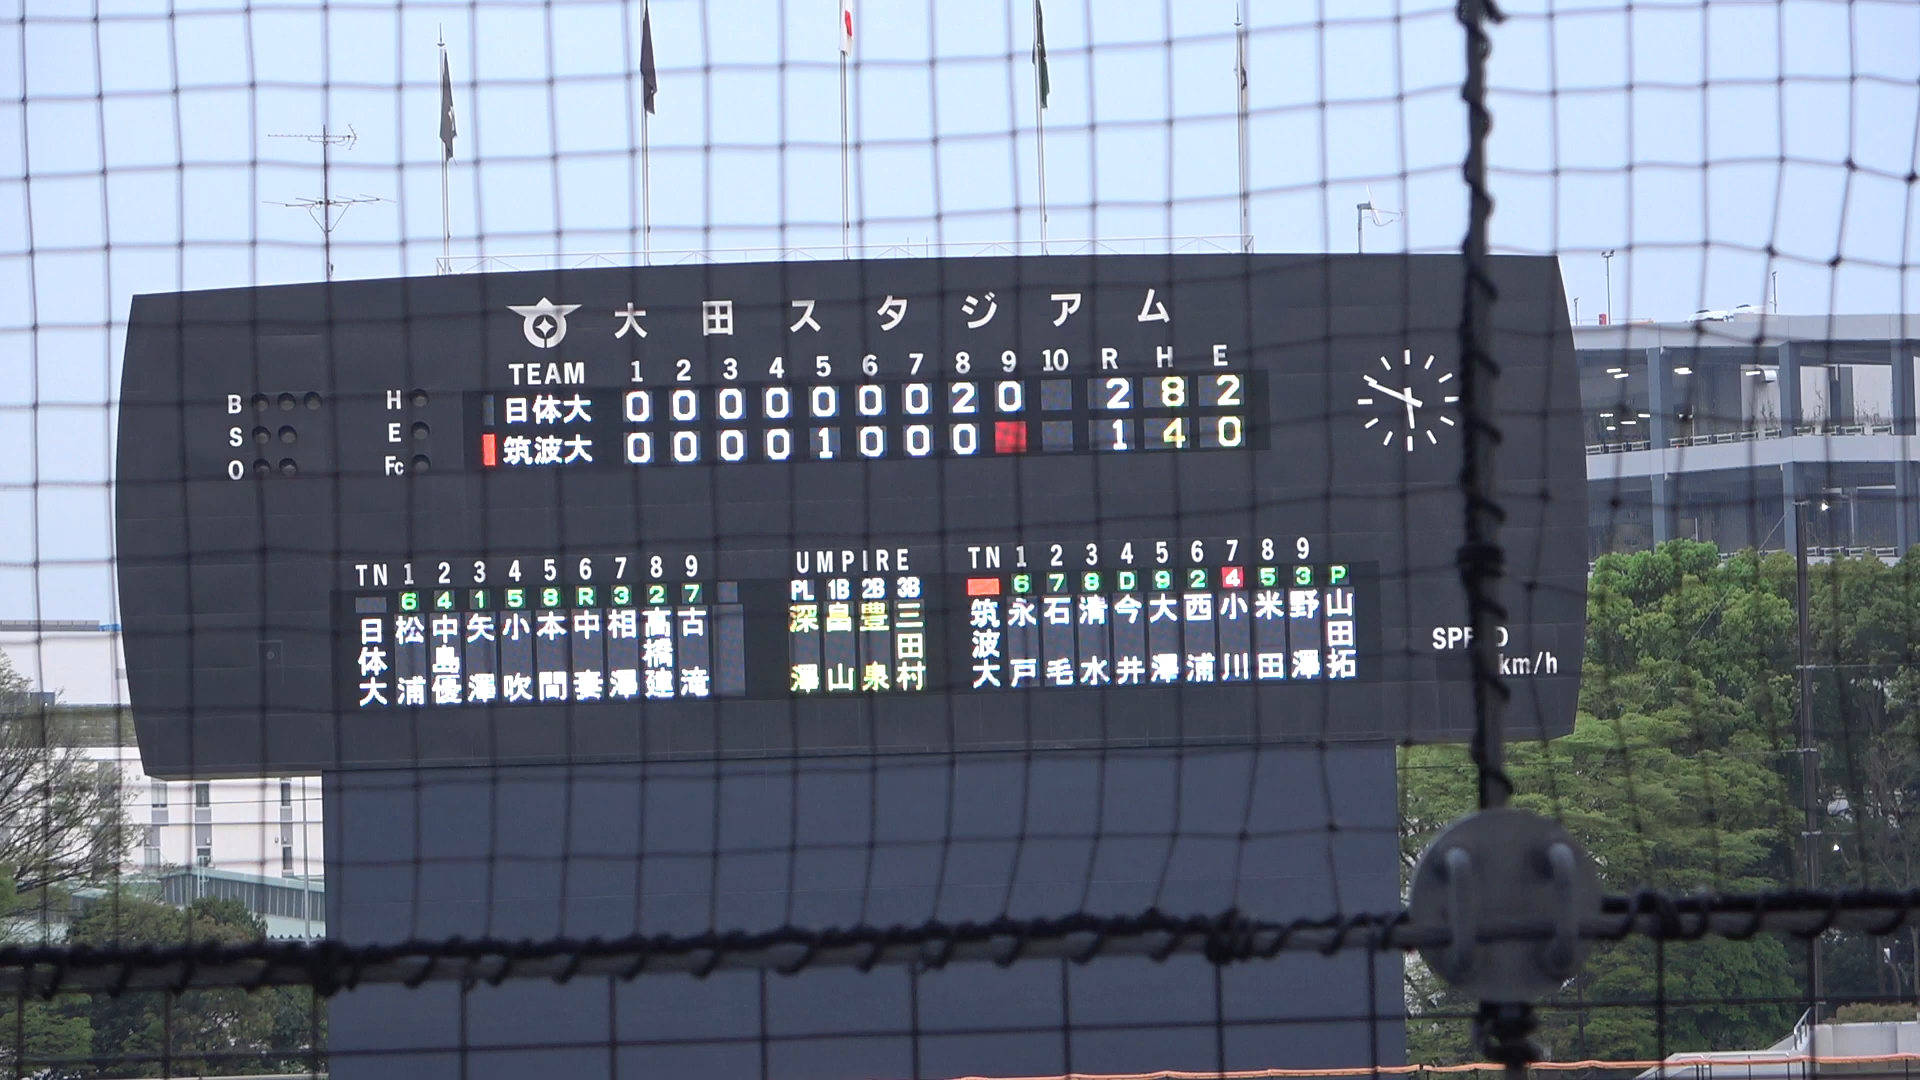 大田スタジアム
TEAM 1 2 3 4 5 6 7 8 9 10 R H E
日体大 0 0 0 0 0 0 0 2 0 2 8 2
筑波大 0 0 0 0 1 0 0 0 1 4 0
B H
S E
O Fc
TN 1 2 3 4 5 6 7 8 9
6 4 1 5 8 R 3 2 7
日体大 松浦 中島優 矢澤 小吹 本間 中妻 相澤 高橋建 古滝
UMPIRE
PL 1B 2B 3B
深澤 畠山 豊泉 三田村
TN 1 2 3 4 5 6 7 8 9
6 7 8 D 9 2 4 5 3 P
筑波大 永戸 石毛 清水 今井 大澤 西浦 小川 米田 野澤 山田拓
SPEED
km/h